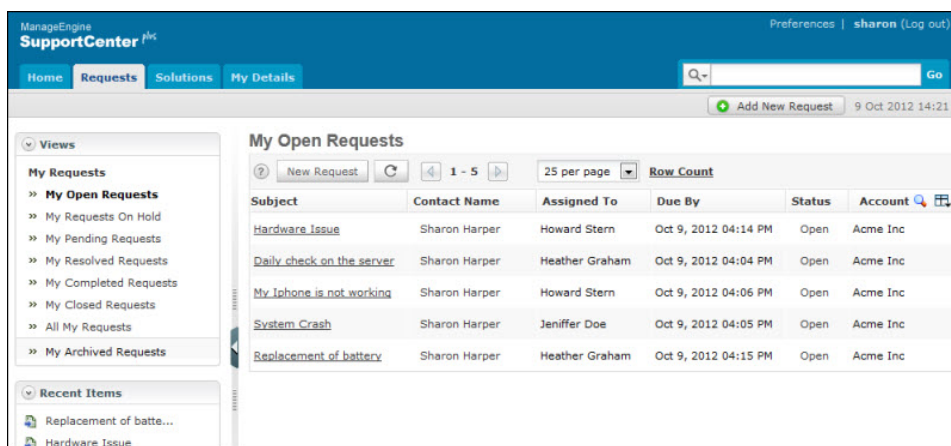 ManageEngine
SupportCenter plus
Preferences | sharon (Log out)
Home Requests Solutions My Details
Go
Add New Request 9 Oct 2012 14:21
Views
My Requests
» My Open Requests
» My Requests On Hold
» My Pending Requests
» My Resolved Requests
» My Completed Requests
» My Closed Requests
» All My Requests
» My Archived Requests
Recent Items
Replacement of batte...
Hardware Issue
My Open Requests
? New Request 1 - 5 25 per page Row Count
Subject Contact Name Assigned To Due By Status Account
Hardware Issue Sharon Harper Howard Stern Oct 9, 2012 04:14 PM Open Acme Inc
Daily check on the server Sharon Harper Heather Graham Oct 9, 2012 04:04 PM Open Acme Inc
My Iphone is not working Sharon Harper Howard Stern Oct 9, 2012 04:06 PM Open Acme Inc
System Crash Sharon Harper Jeniffer Doe Oct 9, 2012 04:05 PM Open Acme Inc
Replacement of battery Sharon Harper Heather Graham Oct 9, 2012 04:15 PM Open Acme Inc